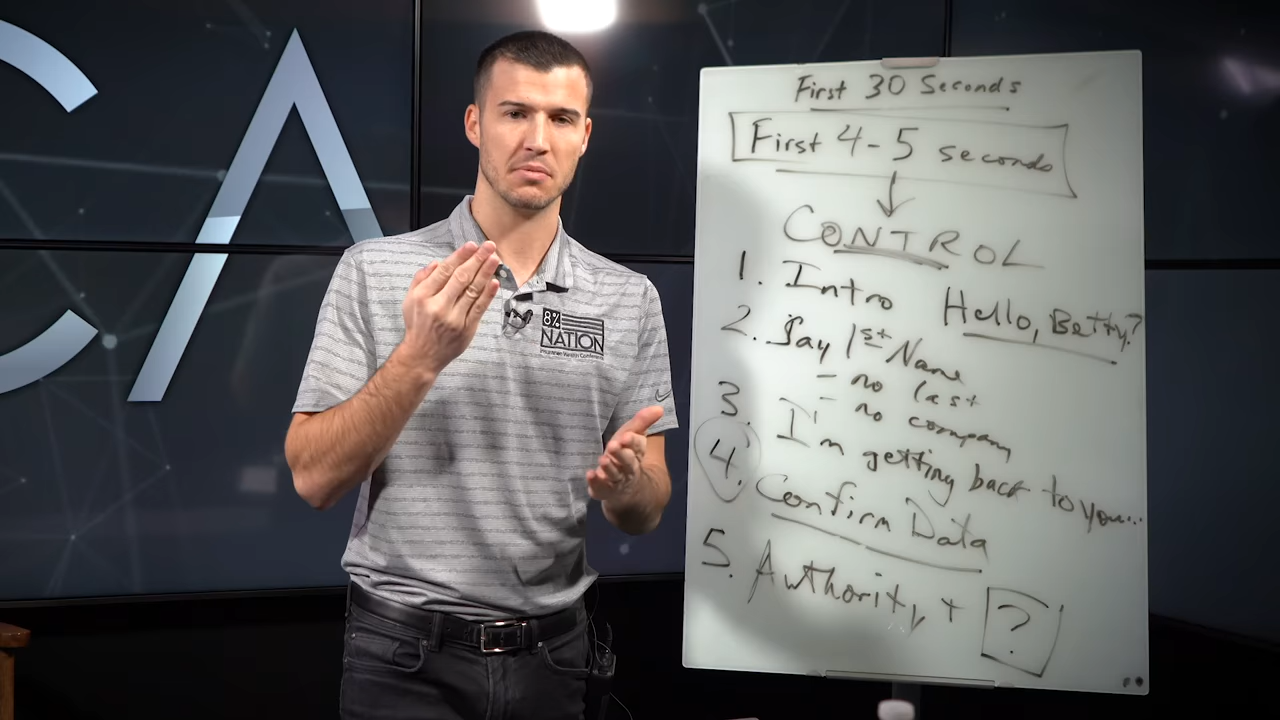 CA
8%
NATION
First 30 Seconds
First 4-5 seconds
CONTROL
1. Intro Hello, Betty?
2. Say 1st Name
- no last
- no company
3. I'm getting back to you...
4. Confirm Data
5. Authority + ?